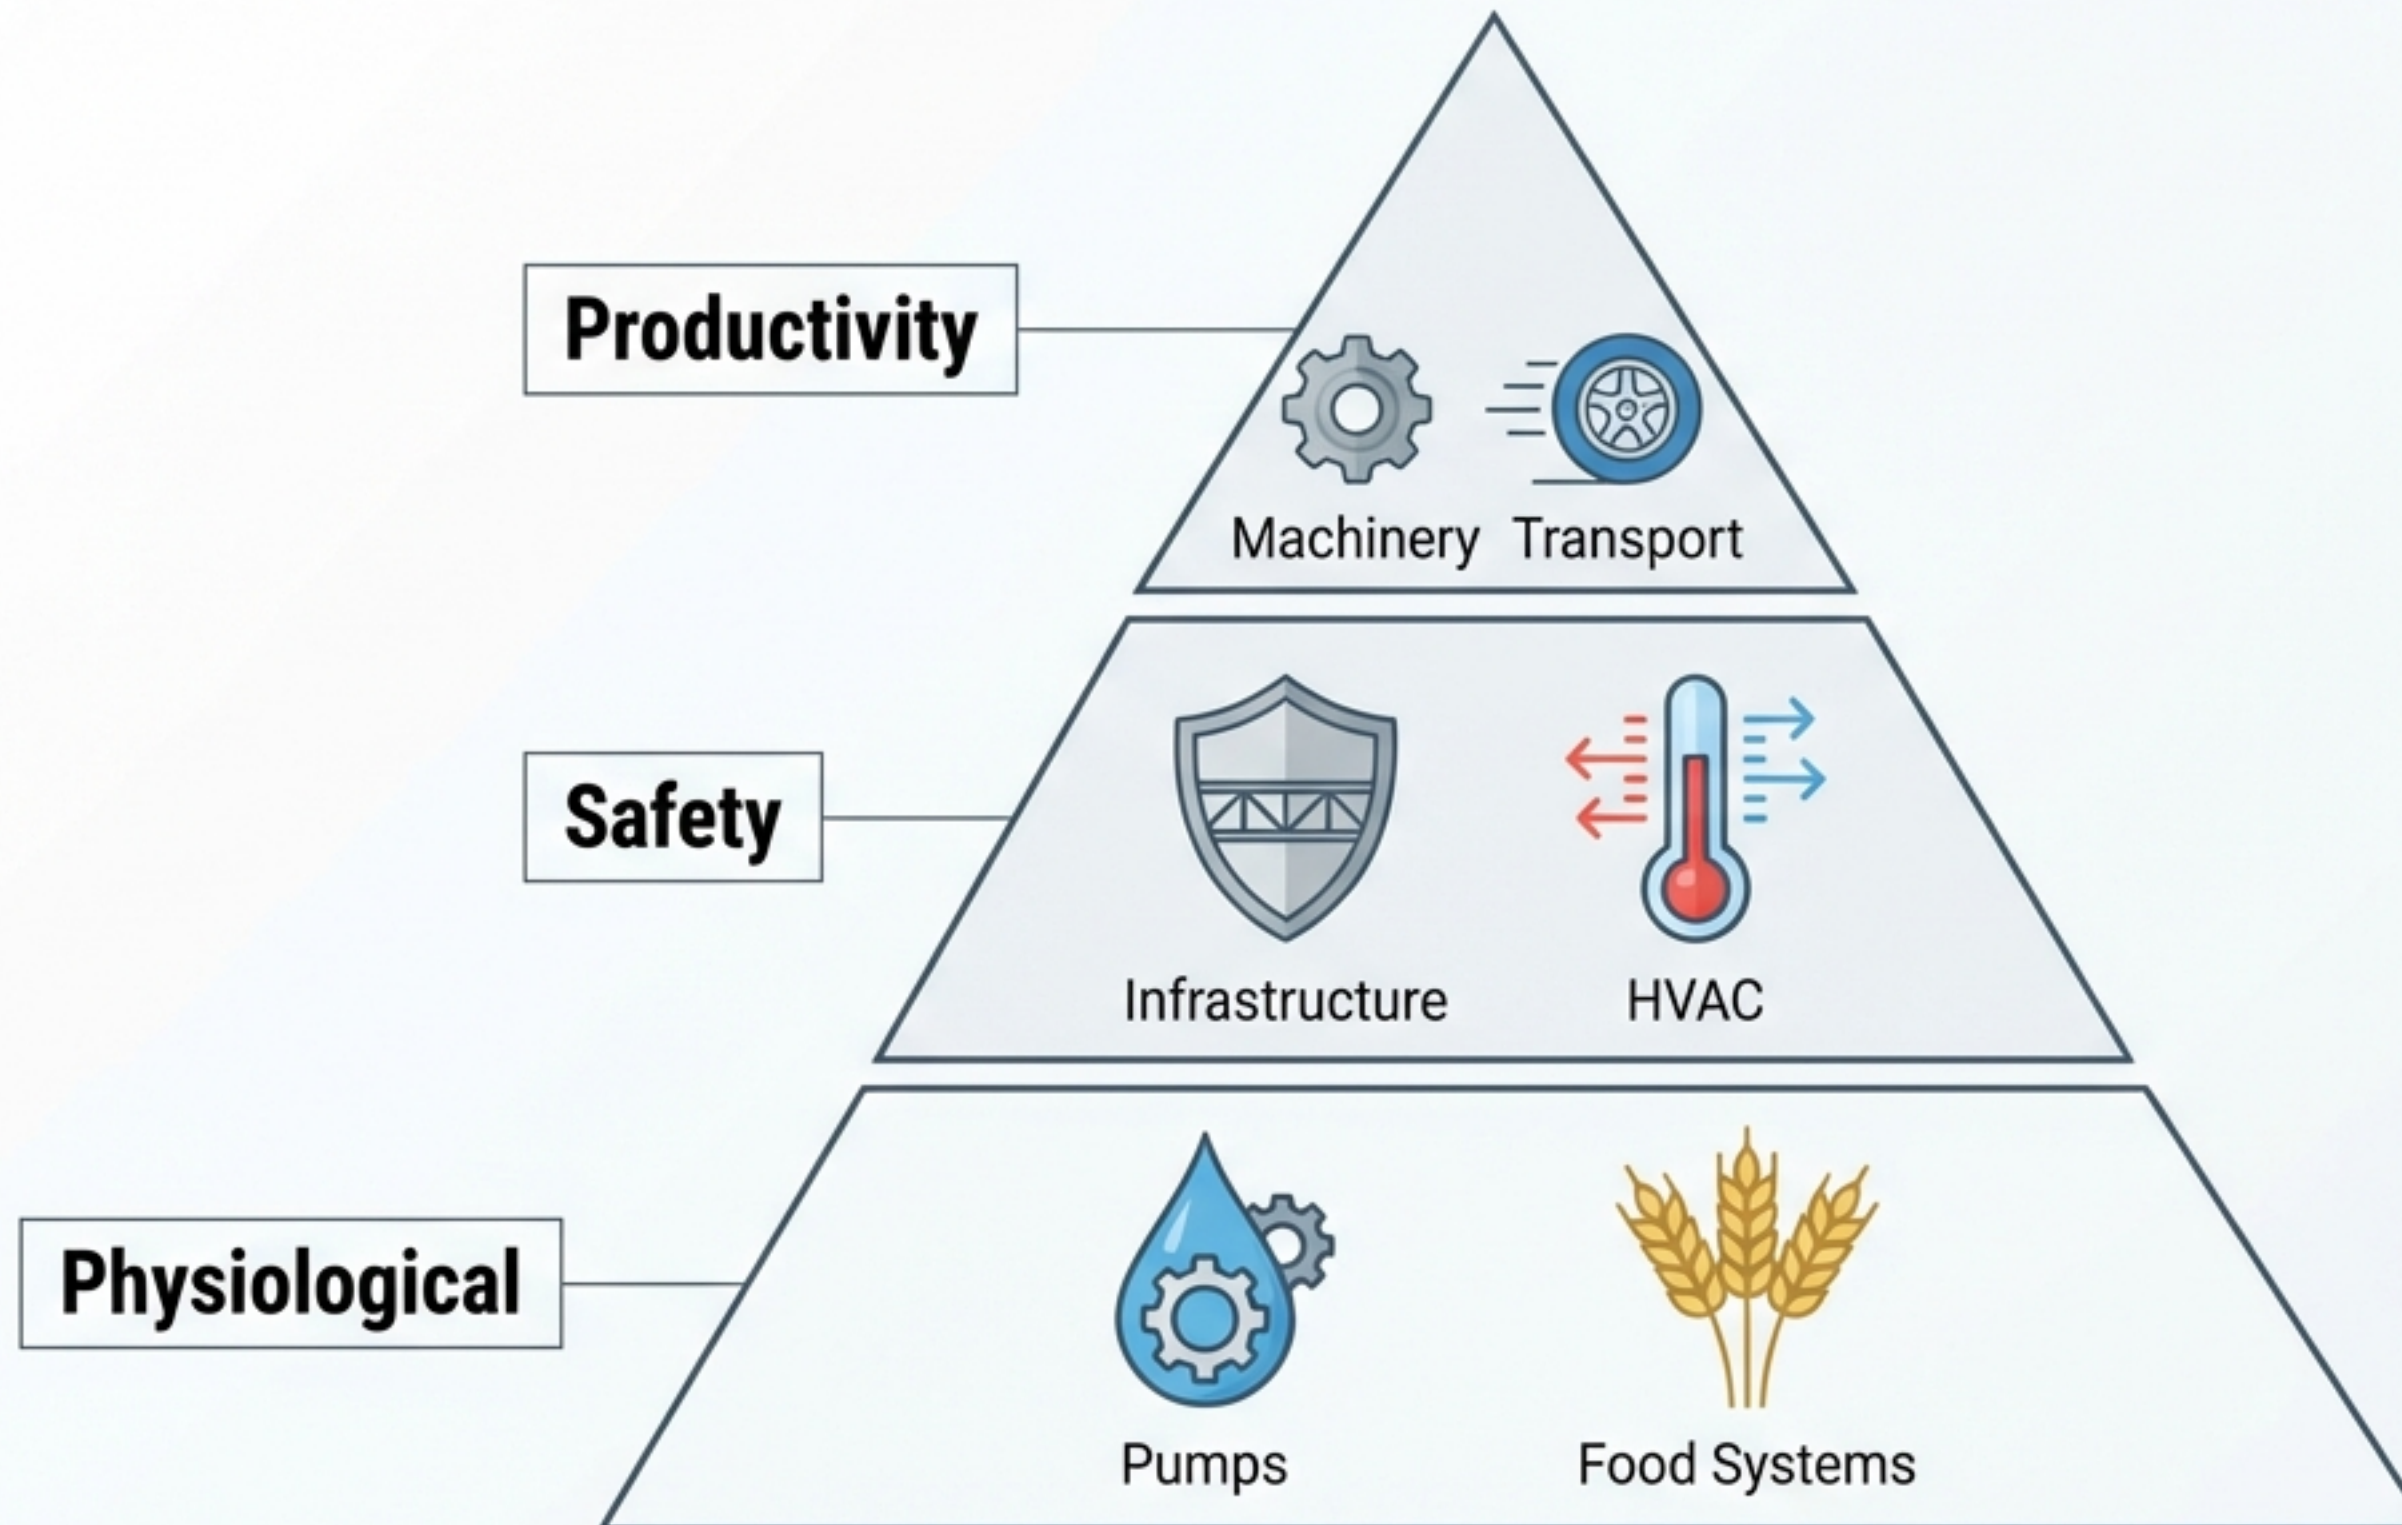 Productivity
Machinery Transport
Safety
Infrastructure HVAC
Physiological
Pumps Food Systems